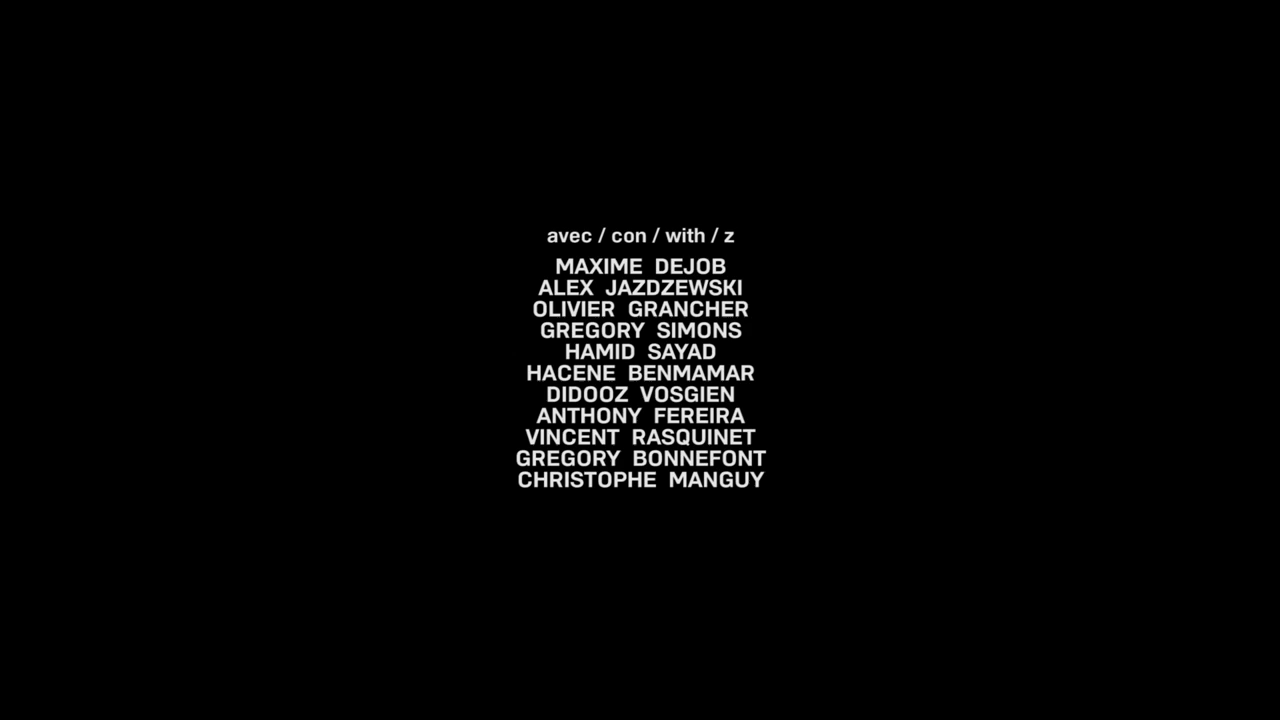 avec / con / with / z
MAXIME DEJOB
ALEX JAZDZEWSKI
OLIVIER GRANCHER
GREGORY SIMONS
HAMID SAYAD
HACENE BENMAMAR
DIDOOZ VOSGIEN
ANTHONY FEREIRA
VINCENT RASQUINET
GREGORY BONNEFONT
CHRISTOPHE MANGUY